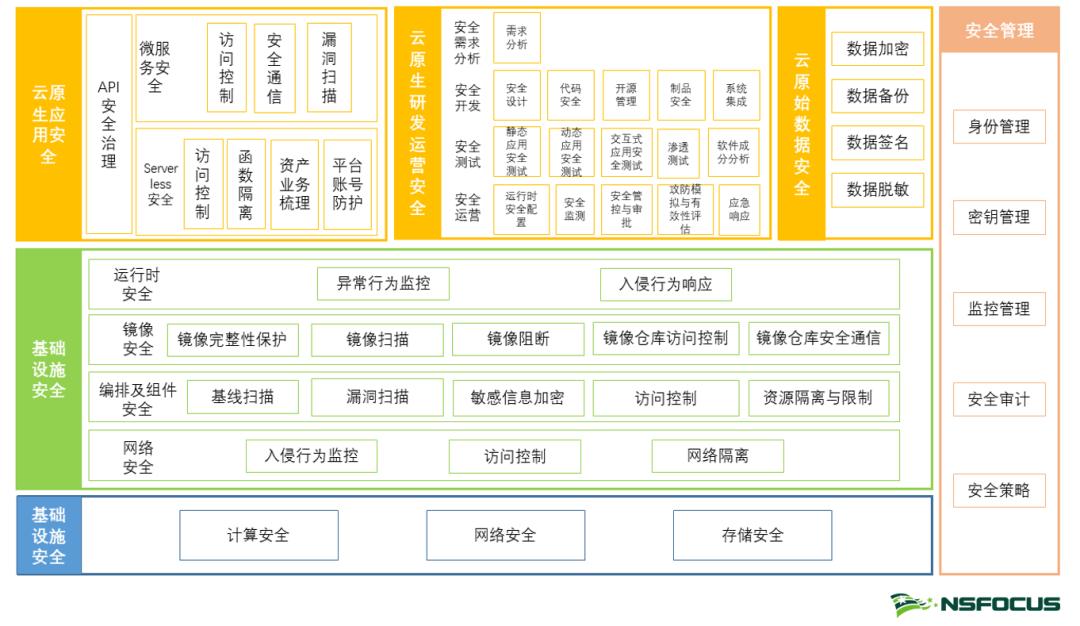 云原
生应
用安
全
API
安
全
治
理
微服
务安
全
访
问
控
制
安
全
通
信
漏
洞
扫
描
Server
less
安全
访
问
控
制
函
数
隔
离
资产
业务
梳理
平台
账号
防护
云
原
生
研
发
运
营
安
全
安全
需求
分析
需求
分析
安全
开发
安全
设计
代码
安全
开源
管理
制品
安全
系统
集成
安全
测试
静态
应用
安全
测试
动态
应用
安全
测试
交互式
应用安
全测试
渗透
测试
软件成
分分析
安全
运营
运行时
安全配
置
安全
监测
安全管
控与审
批
攻防模
拟与有
效性评
估
应急
响应
云
原
始
数
据
安
全
数据加密
数据备份
数据签名
数据脱敏
基础
设施
安全
运行时
安全
异常行为监控
入侵行为响应
镜像
安全
镜像完整性保护
镜像扫描
镜像阻断
镜像仓库访问控制
镜像仓库安全通信
编排及组件
安全
基线扫描
漏洞扫描
敏感信息加密
访问控制
资源隔离与限制
网络
安全
入侵行为监控
访问控制
网络隔离
基础
设施
安全
计算安全
网络安全
存储安全
安全管理
身份管理
密钥管理
监控管理
安全审计
安全策略
NSFOCUS